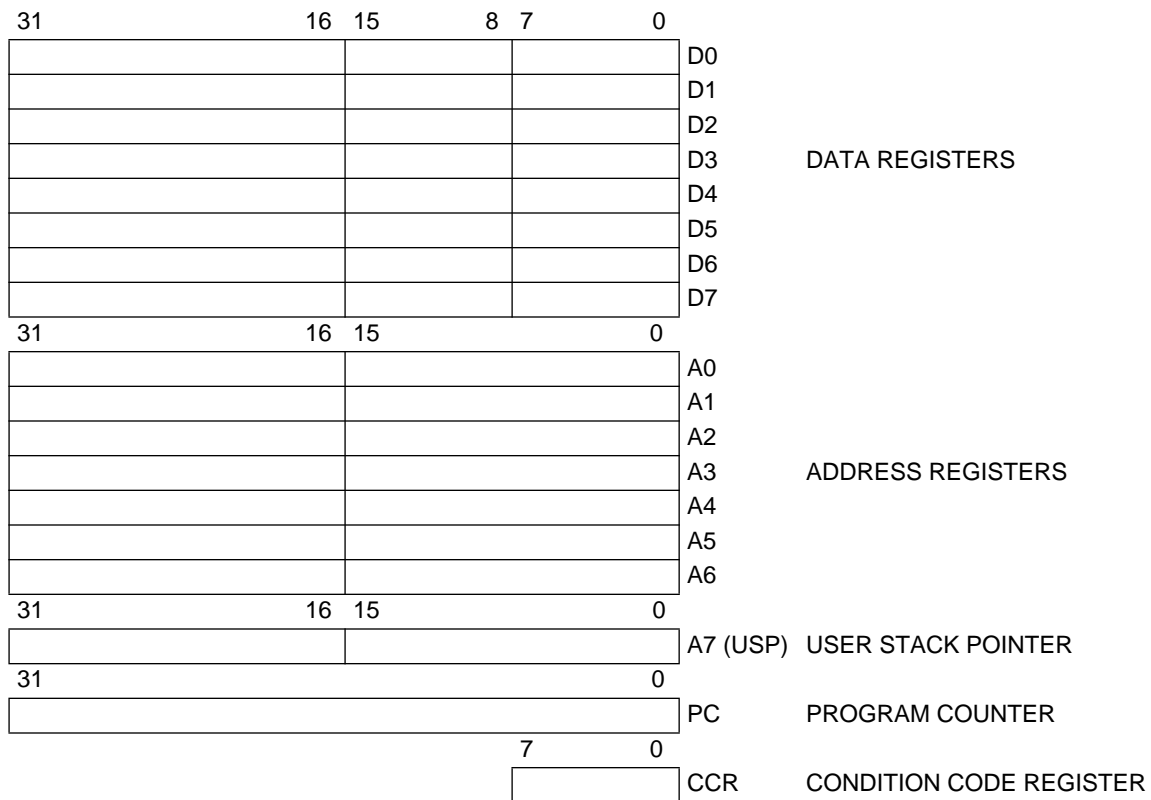 31 16 15 8 7 0
D0
D1
D2
D3 DATA REGISTERS
D4
D5
D6
D7
31 16 15 0
A0
A1
A2
A3 ADDRESS REGISTERS
A4
A5
A6
31 16 15 0
A7 (USP) USER STACK POINTER
31 0
PC PROGRAM COUNTER
7 0
CCR CONDITION CODE REGISTER